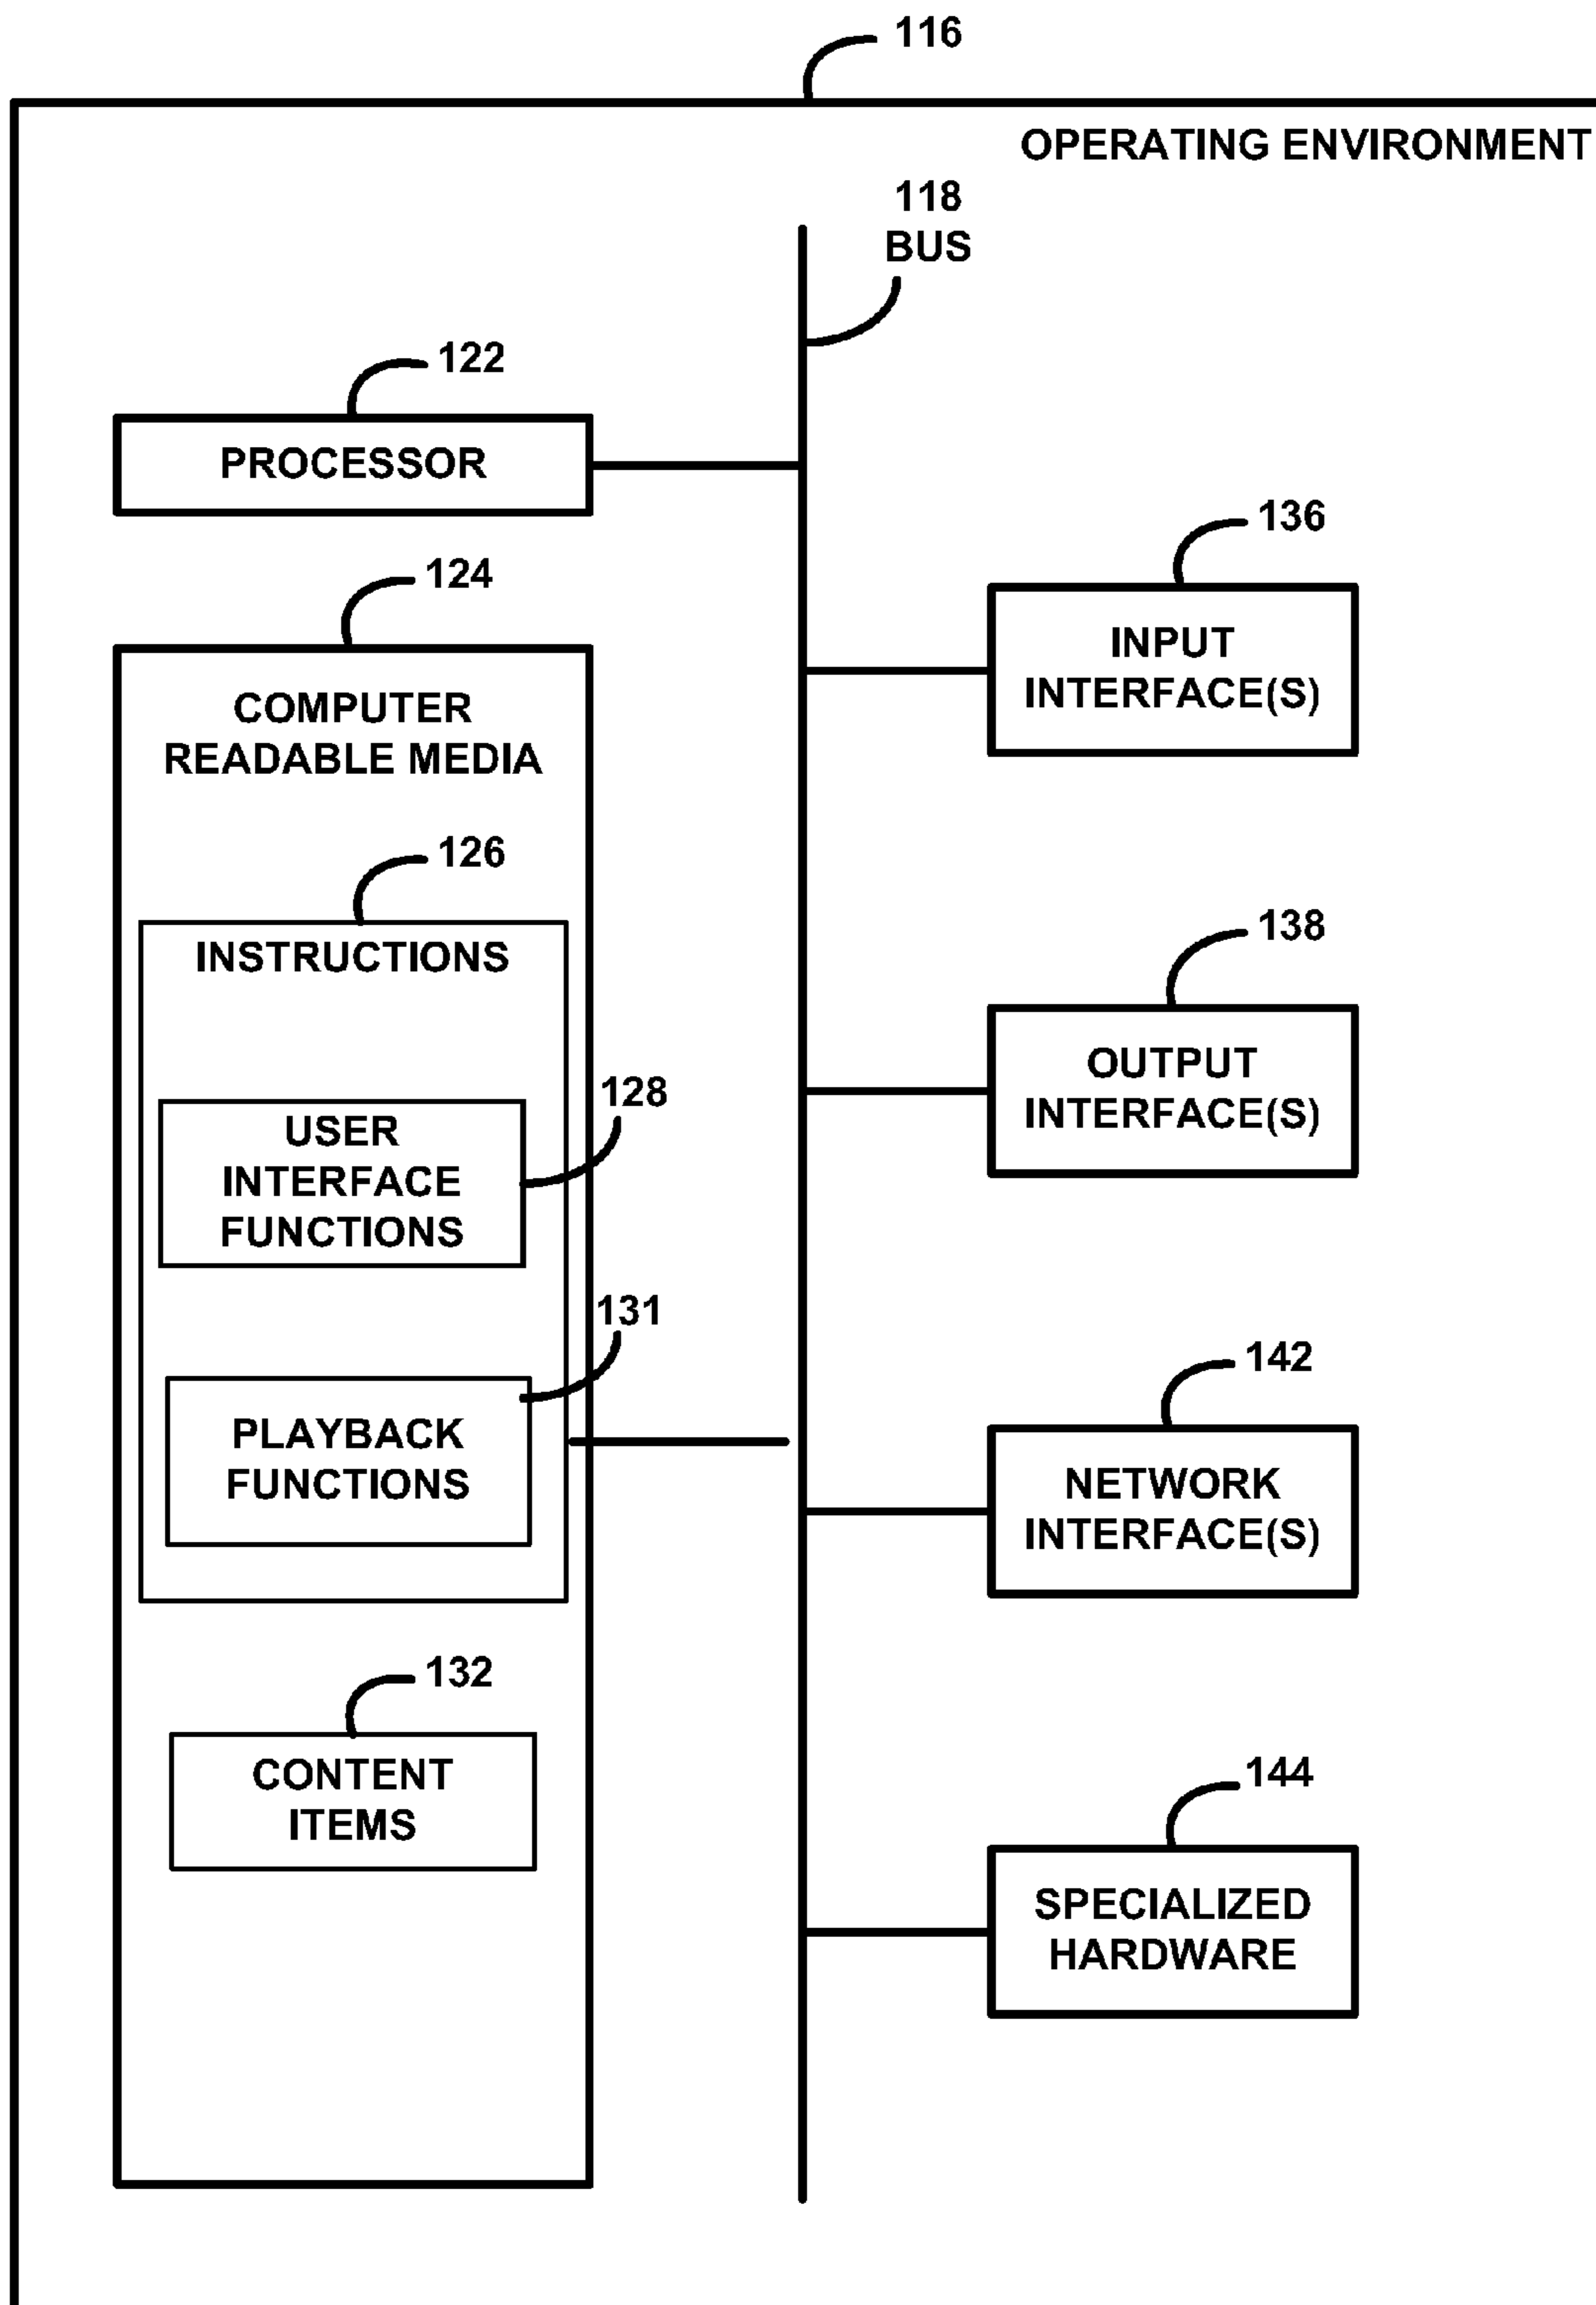 116
OPERATING ENVIRONMENT
118
BUS
122
PROCESSOR
124
COMPUTER
READABLE MEDIA
126
INSTRUCTIONS
128
USER
INTERFACE
FUNCTIONS
131
PLAYBACK
FUNCTIONS
132
CONTENT
ITEMS
136
INPUT
INTERFACE(S)
138
OUTPUT
INTERFACE(S)
142
NETWORK
INTERFACE(S)
144
SPECIALIZED
HARDWARE